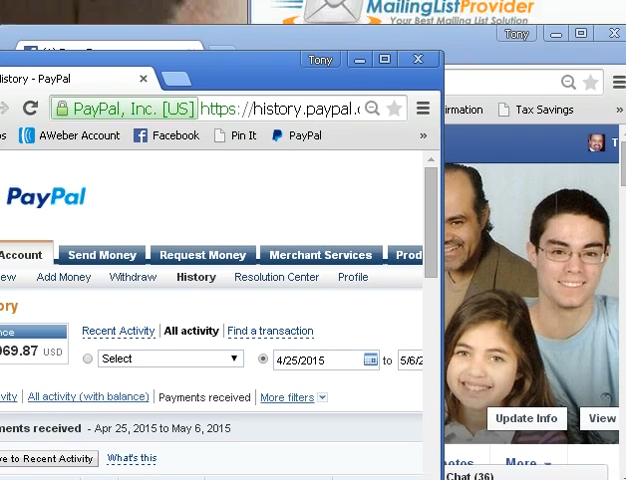 MailingListProvider
Your Best Mailing List Solution
Tony
Tony
istory - PayPal
PayPal, Inc. [US] https://history.paypal.c
rmation
Tax Savings
AWeber Account
Facebook
Pin It
PayPal
»
»
T
PayPal
Account
Send Money
Request Money
Merchant Services
Prod
ew
Add Money
Withdraw
History
Resolution Center
Profile
ory
nce
969.87 USD
Recent Activity
All activity
Find a transaction
Select
4/25/2015
to
5/6/2
vity
All activity (with balance)
Payments received
More filters
ments received - Apr 25, 2015 to May 6, 2015
ve to Recent Activity
What's this
Update Info
View
otos
More
Chat (36)